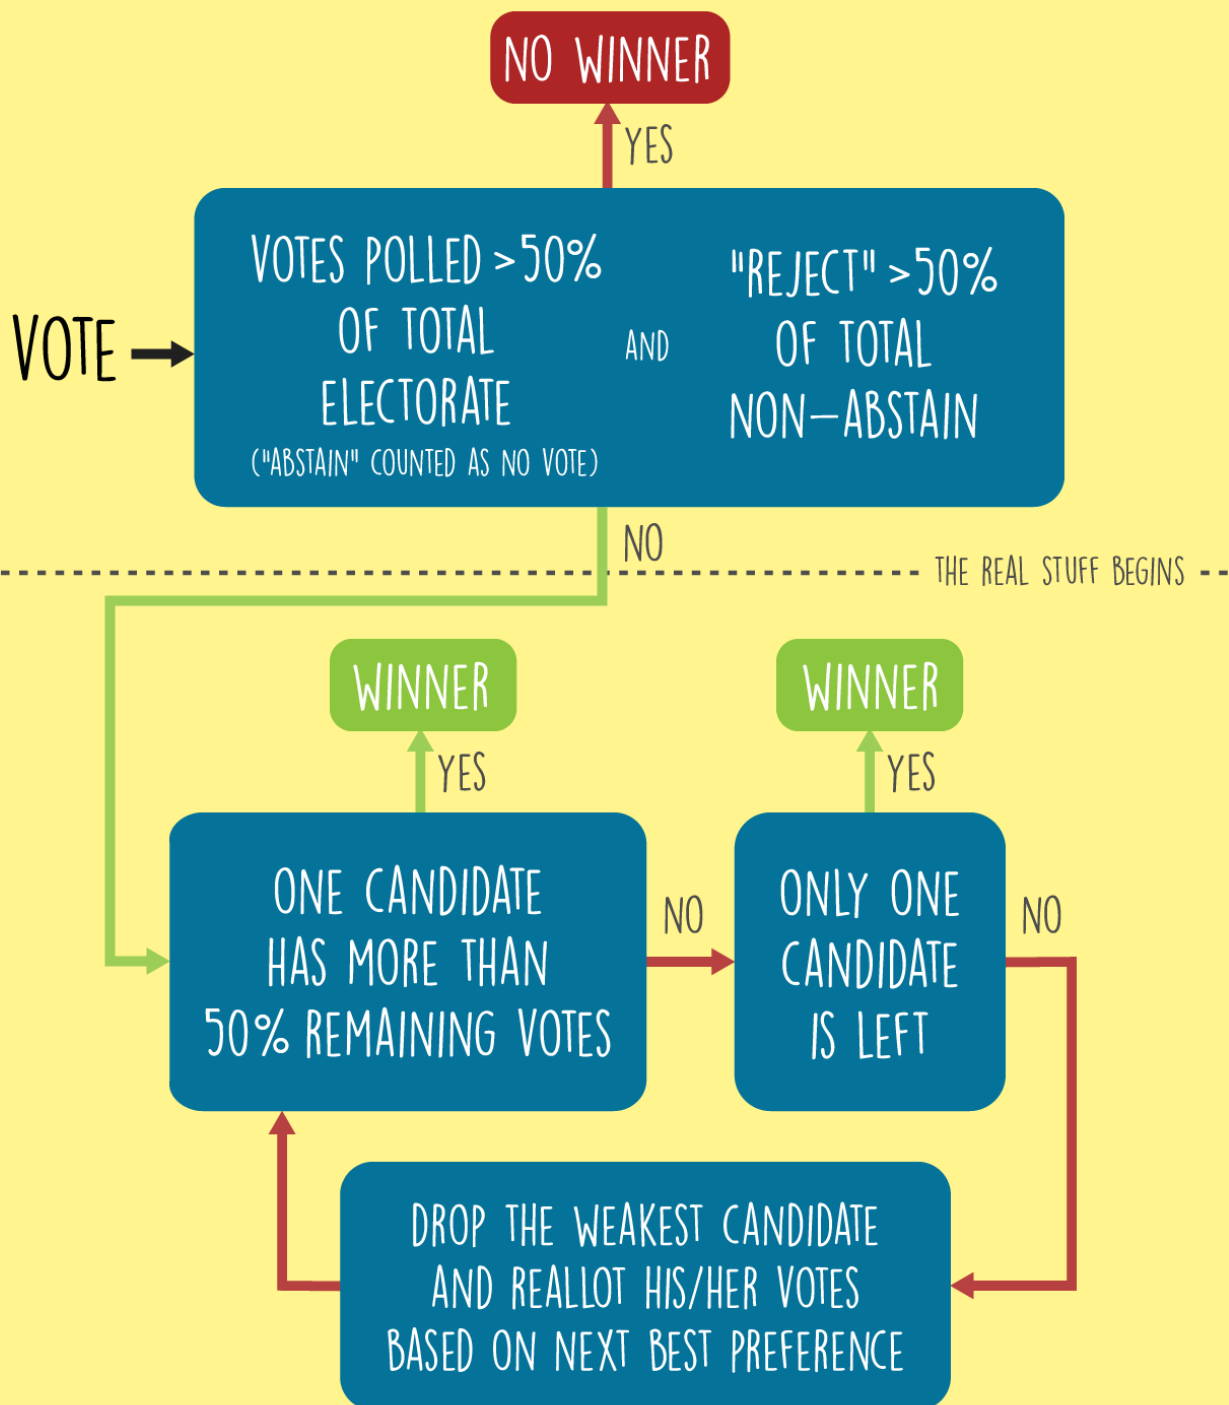 NO WINNER
YES
VOTE
VOTES POLLED >50%
OF TOTAL
ELECTORATE
("ABSTAIN" COUNTED AS NO VOTE)
AND
"REJECT" >50%
OF TOTAL
NON-ABSTAIN
NO
THE REAL STUFF BEGINS
WINNER
YES
WINNER
YES
ONE CANDIDATE
HAS MORE THAN
50% REMAINING VOTES
NO
ONLY ONE
CANDIDATE
IS LEFT
NO
DROP THE WEAKEST CANDIDATE
AND REALLOT HIS/HER VOTES
BASED ON NEXT BEST PREFERENCE